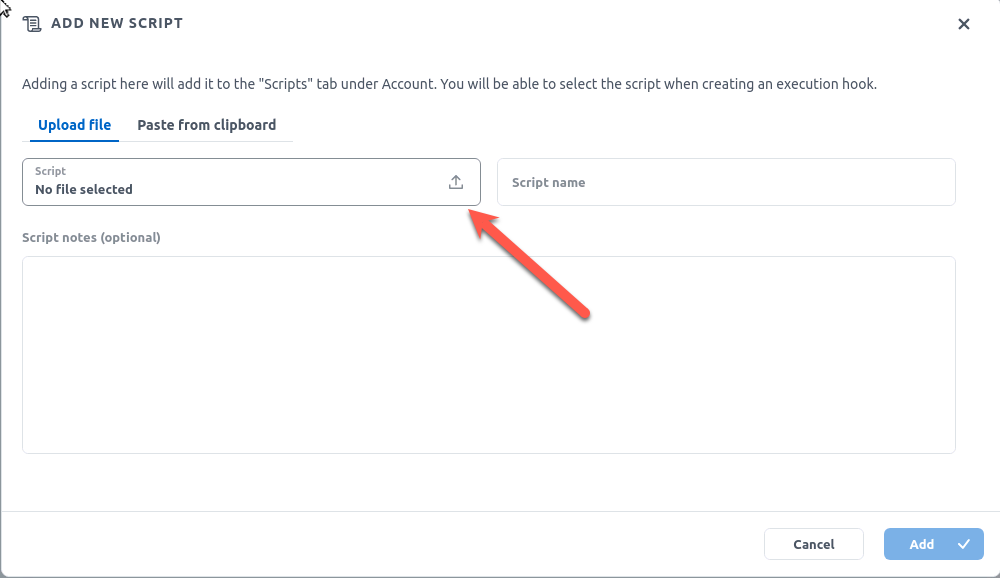 ADD NEW SCRIPT
Adding a script here will add it to the "Scripts" tab under Account. You will be able to select the script when creating an execution hook.
Upload file
Paste from clipboard
Script
No file selected
Script name
Script notes (optional)
Cancel
Add